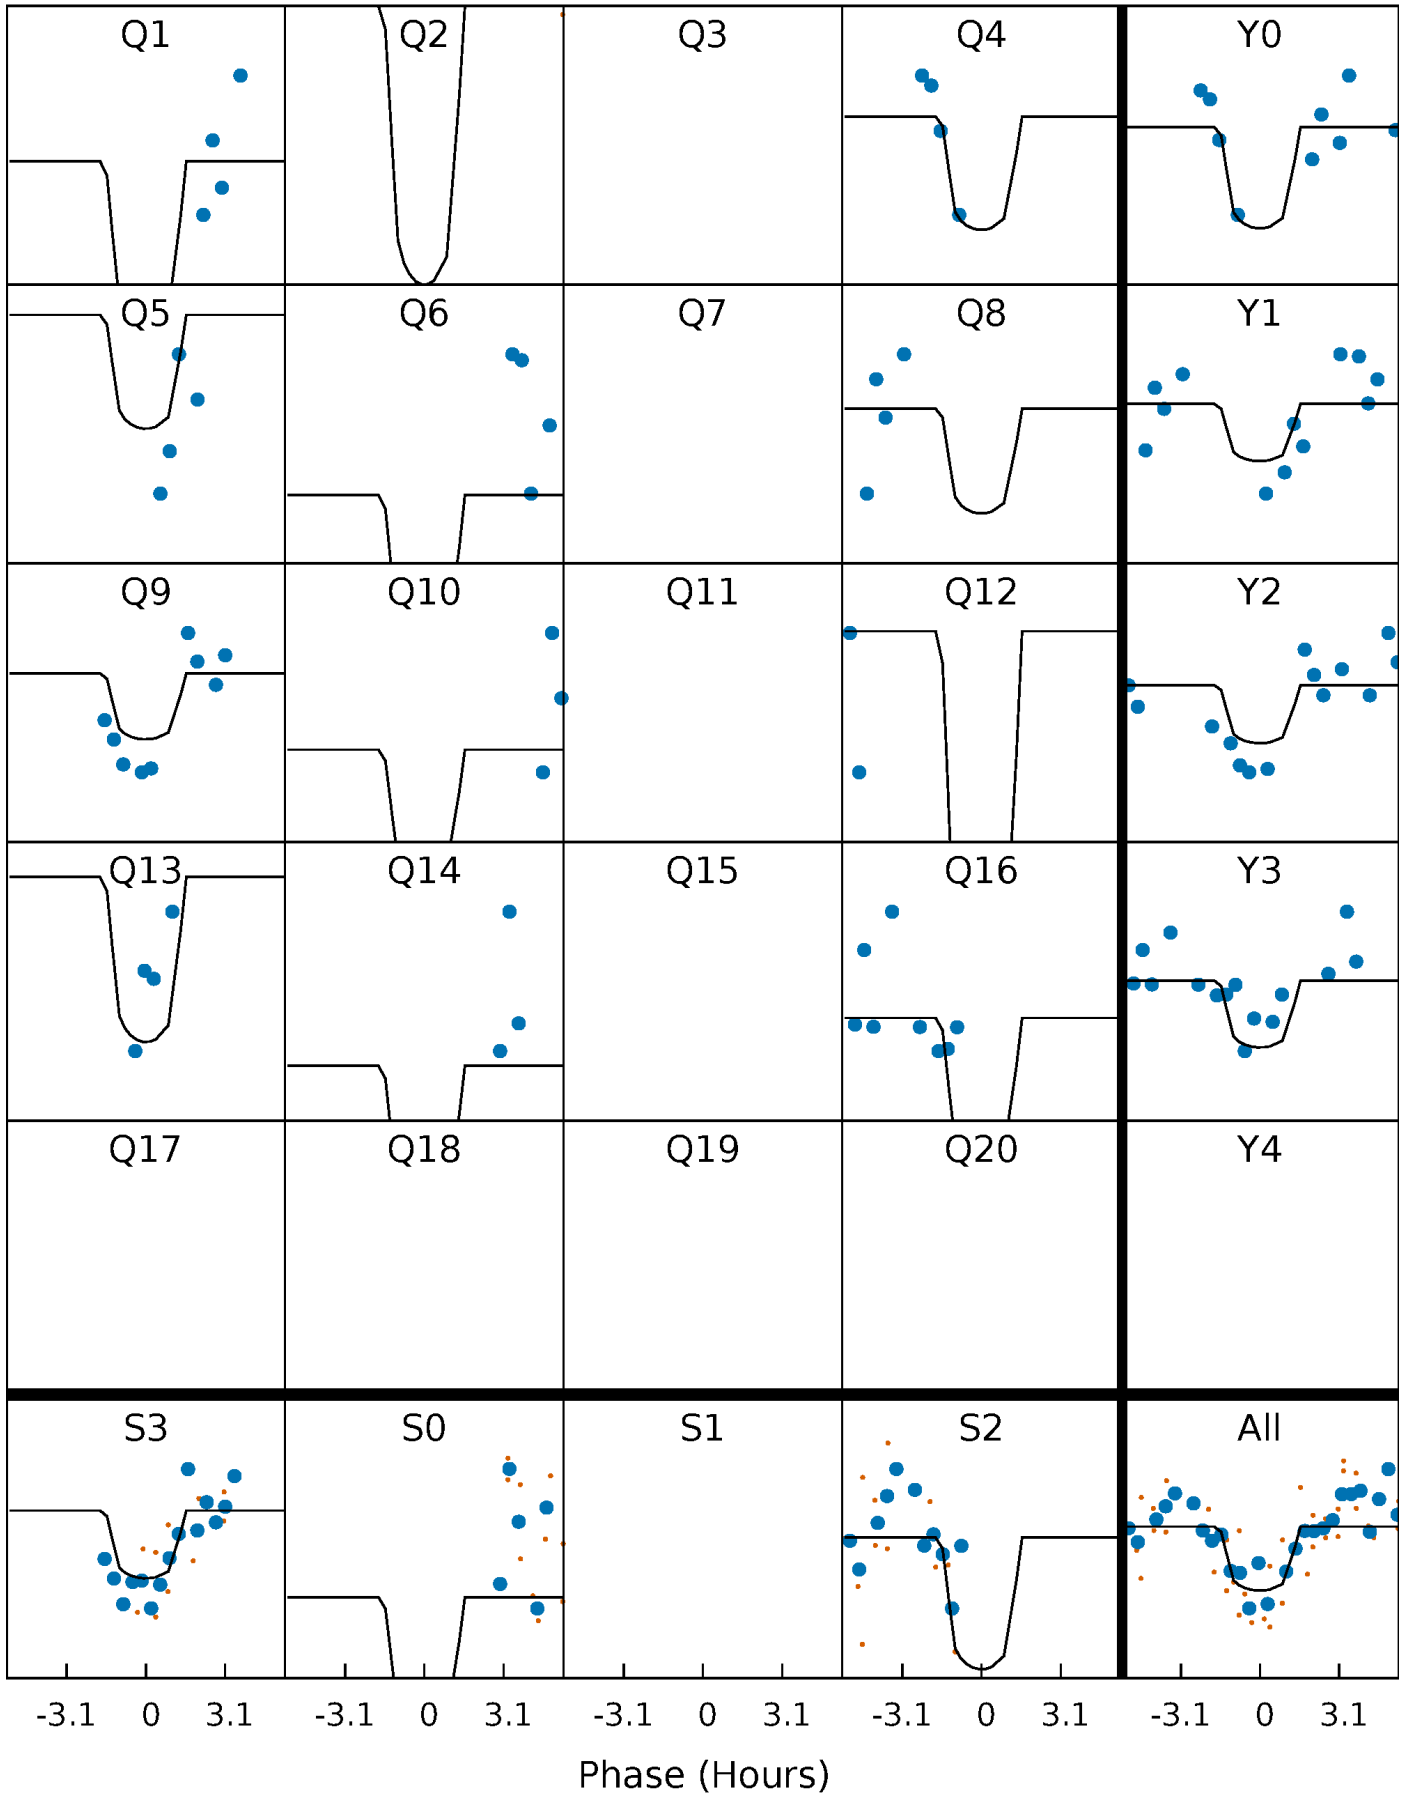 Q1 Q2 Q3 Q4 Y0
Q5 Q6 Q7 Q8 Y1
Q9 Q10 Q11 Q12 Y2
Q13 Q14 Q15 Q16 Y3
Q17 Q18 Q19 Q20 Y4
S3 S0 S1 S2 All
-3.1 0 3.1 -3.1 0 3.1 -3.1 0 3.1 -3.1 0 3.1 -3.1 0 3.1
Phase (Hours)